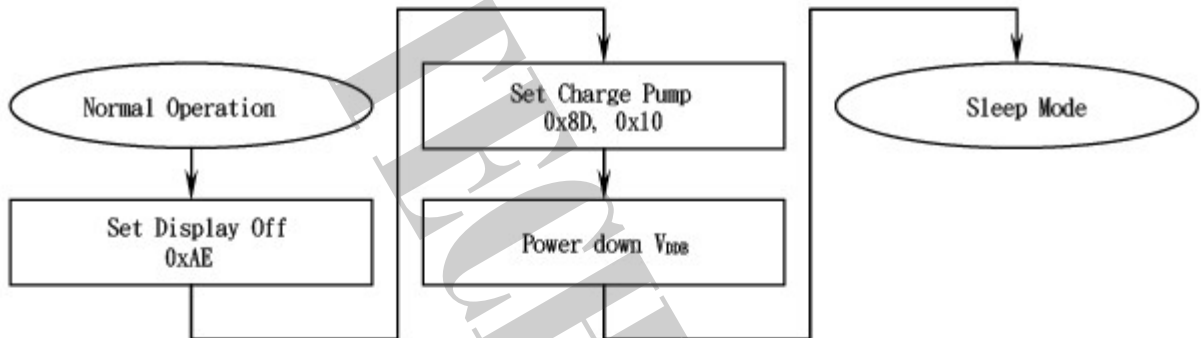 Normal Operation
Set Display Off
0xAE
Set Charge Pump
0x8D, 0x10
Power down VDDB
Sleep Mode